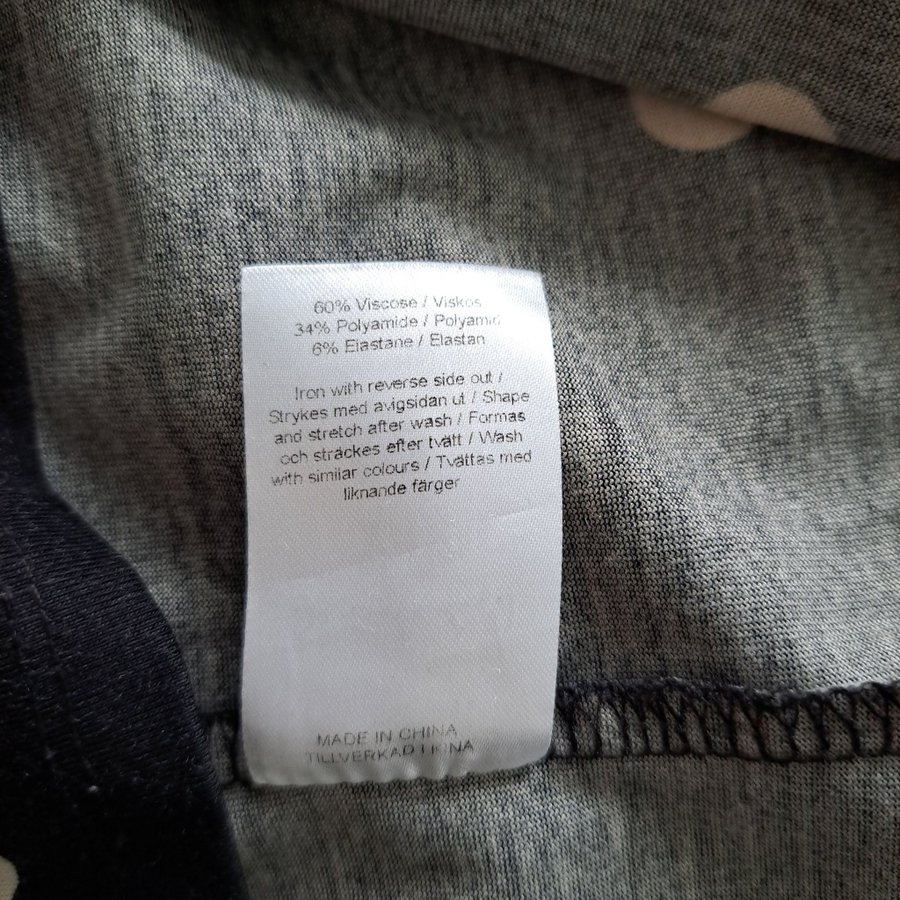 60% Viscose / Viskos
34% Polyamide / Polyamid
6% Elastane / Elastan
Iron with reverse side out /
Strykes med avigsidan ut / Shape
and stretch after wash / Formas
och sträckes efter tvätt / Wash
with similar colours / Tvättas med
liknande färger
MADE IN CHINA
TILLVERKAD I KINA